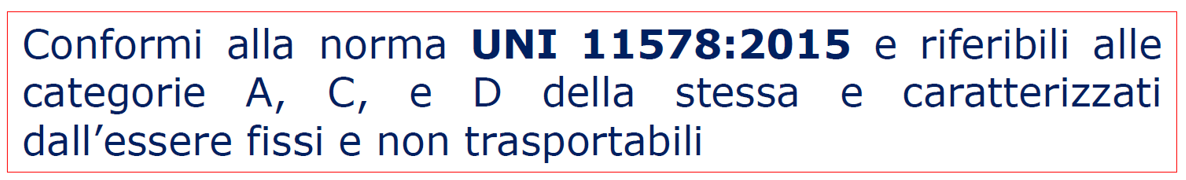 Conformi alla norma UNI 11578:2015 e riferibili alle
categorie A, C, e D della stessa e caratterizzati
dall’essere fissi e non trasportabili